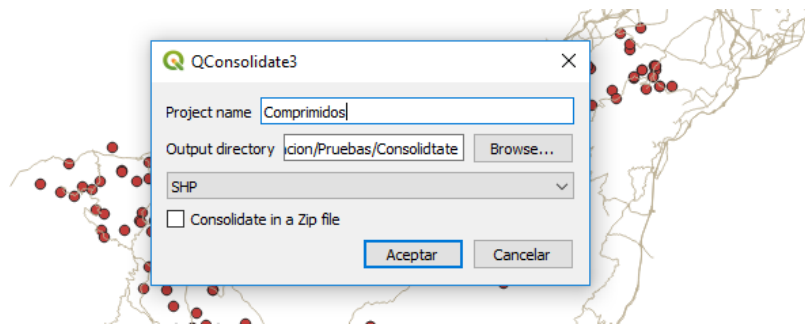 QConsolidate3
Project name Comprimidos
Output directory cion/Pruebas/Consolidtate Browse...
SHP
Consolidate in a Zip file
Aceptar Cancelar